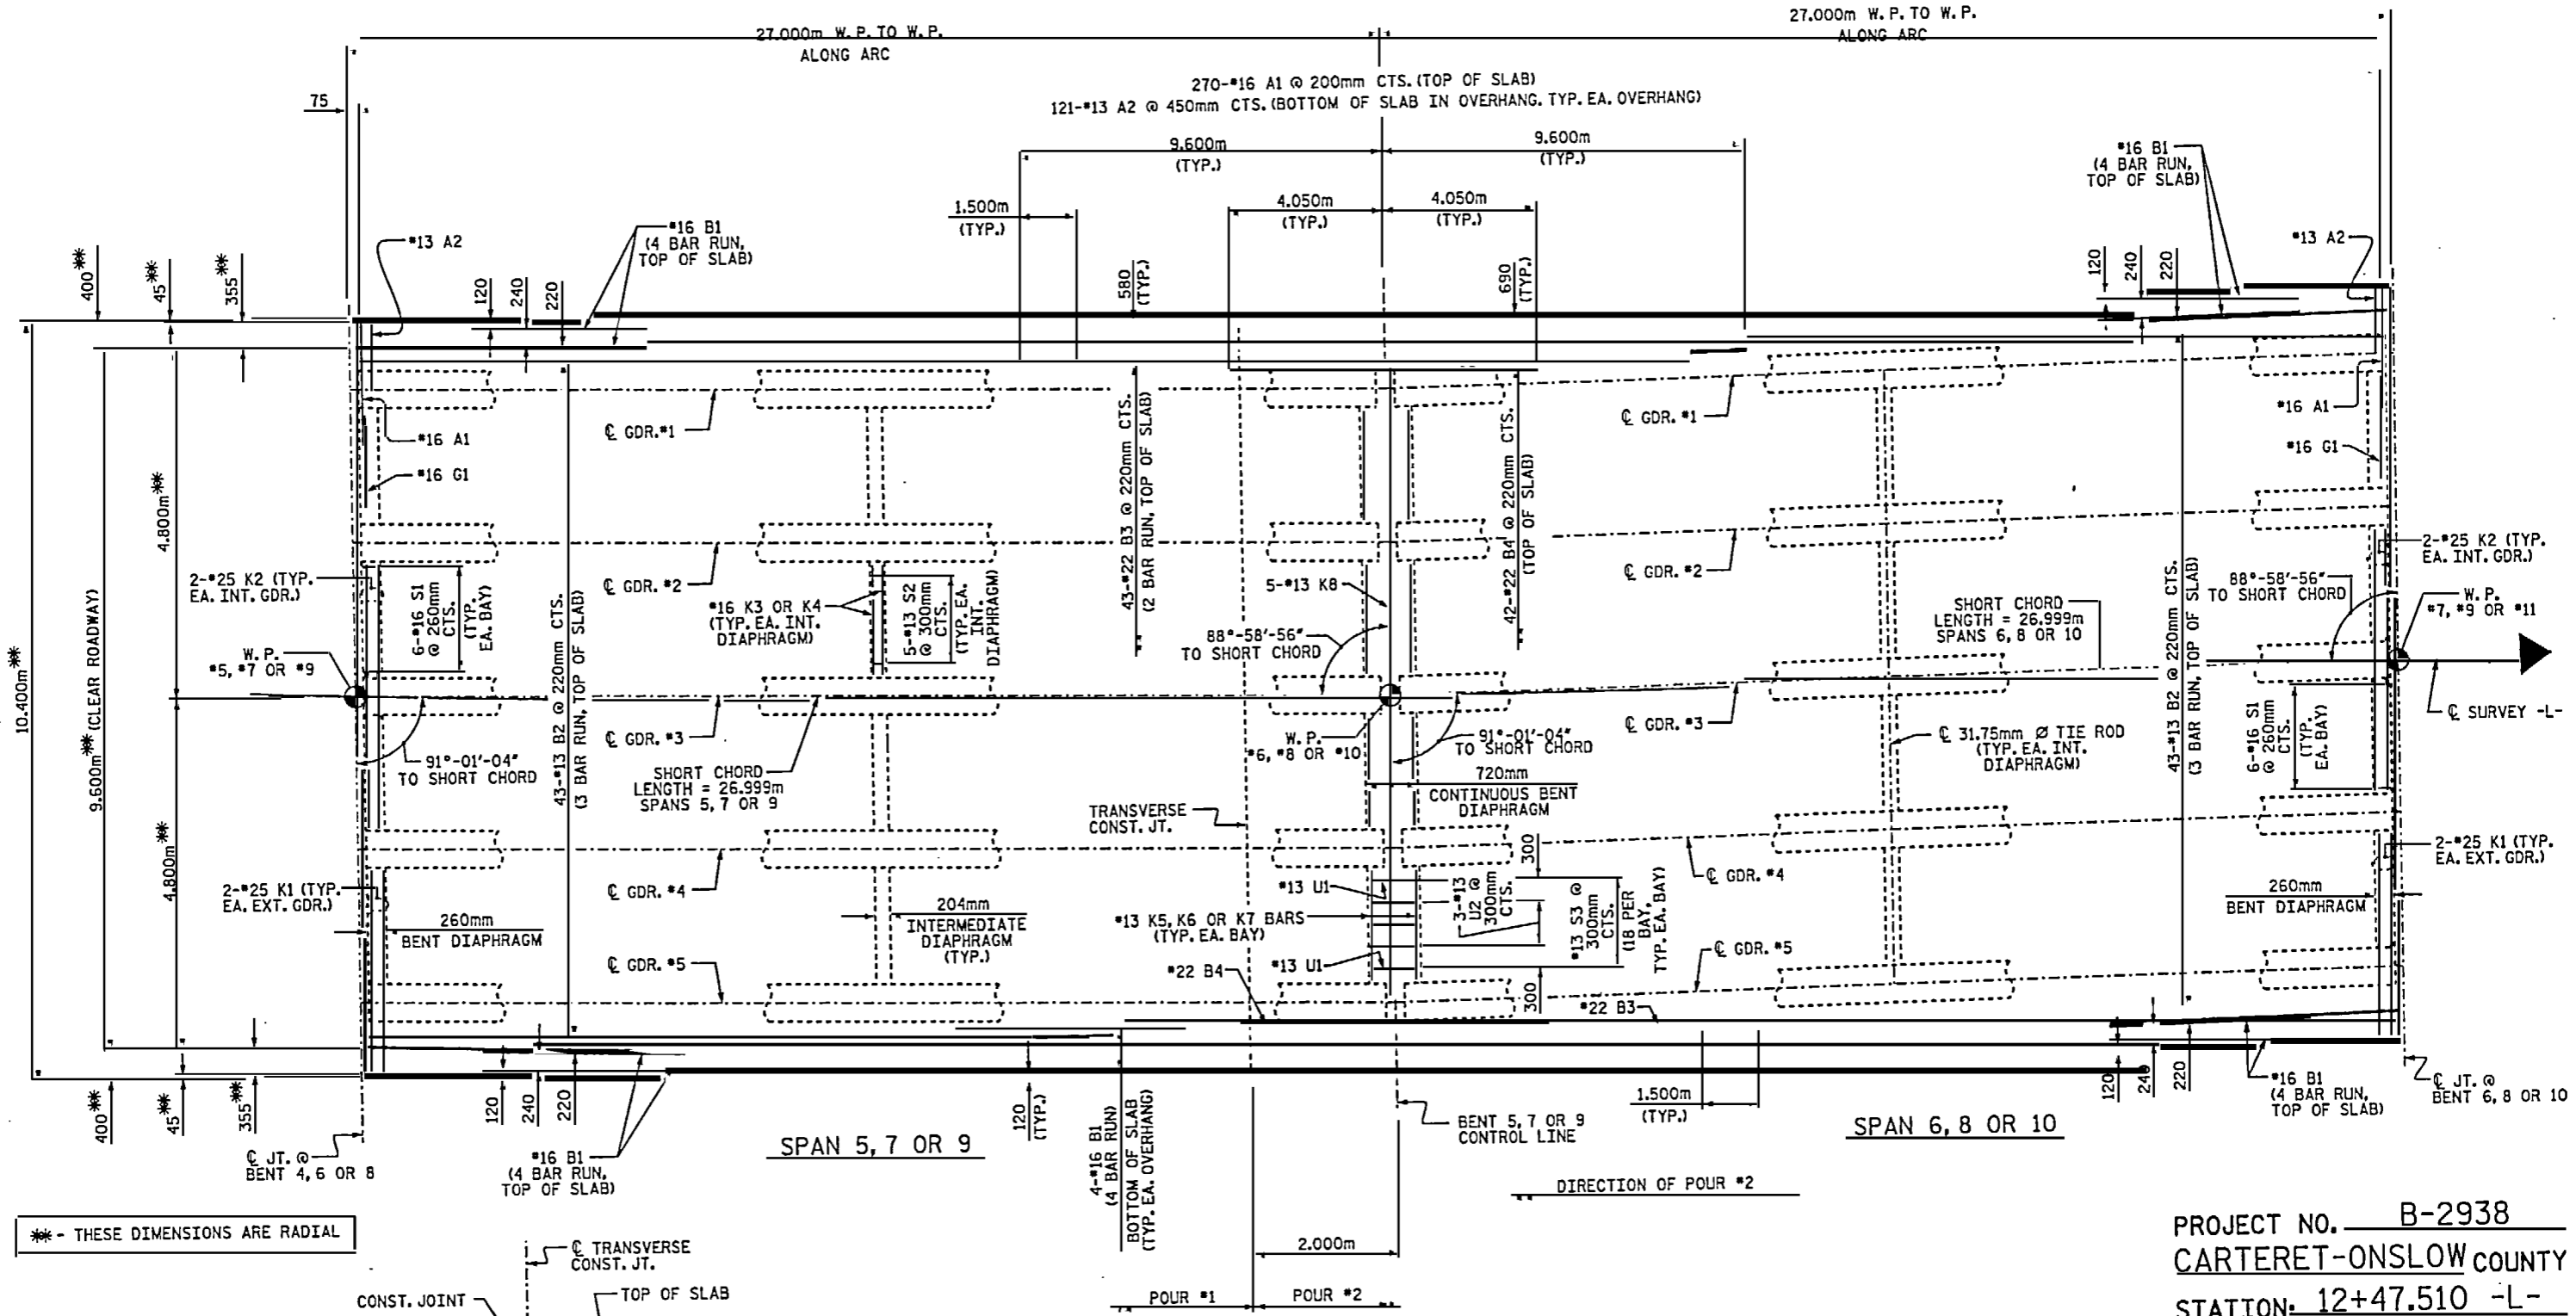 27.000m W.P. TO W.P.
ALONG ARC
27.000m W.P. TO W.P.
ALONG ARC
270-#16 A1 @ 200mm CTS. (TOP OF SLAB)
121-#13 A2 @ 450mm CTS. (BOTTOM OF SLAB IN OVERHANG. TYP. EA. OVERHANG)
75
9.600m
(TYP.)
9.600m
(TYP.)
1.500m
(TYP.)
4.050m
(TYP.)
4.050m
(TYP.)
#16 B1
(4 BAR RUN,
TOP OF SLAB)
#13 A2
#16 B1
(4 BAR RUN,
TOP OF SLAB)
#13 A2
400**
45**
355**
120
240
220
580
(TYP.)
690
(TYP.)
120
240
220
℄ GDR. #1
#16 A1
#16 G1
℄ GDR. #1
#16 A1
#16 G1
10.400m**
9.600m** (CLEAR ROADWAY)
4.800m**
4.800m**
43-#22 B3 @ 220mm CTS.
(2 BAR RUN, TOP OF SLAB)
42-#22 B4 @ 220mm CTS.
(TOP OF SLAB)
2-#25 K2 (TYP.
EA. INT. GDR.)
6-#16 S1
@ 260mm
CTS.
(TYP.
EA. BAY)
43-#13 B2 @ 220mm CTS.
(3 BAR RUN, TOP OF SLAB)
℄ GDR. #2
#16 K3 OR K4
(TYP. EA. INT.
DIAPHRAGM)
5-#13 S2
@ 300mm
CTS.
(TYP. EA.
INT.
DIAPHRAGM)
5-#13 K8
88°-58'-56"
TO SHORT CHORD
℄ GDR. #2
SHORT CHORD
LENGTH = 26.999m
SPANS 6, 8 OR 10
88°-58'-56"
TO SHORT CHORD
2-#25 K2 (TYP.
EA. INT. GDR.)
W.P.
#7, #9 OR #11
43-#13 B2 @ 220mm CTS.
(3 BAR RUN, TOP OF SLAB)
W.P.
#5, #7 OR #9
91°-01'-04"
TO SHORT CHORD
℄ GDR. #3
SHORT CHORD
LENGTH = 26.999m
SPANS 5, 7 OR 9
W.P.
#6, #8 OR #10
91°-01'-04"
TO SHORT CHORD
℄ GDR. #3
℄ 31.75mm Ø TIE ROD
(TYP. EA. INT.
DIAPHRAGM)
6-#16 S1
@ 260mm
CTS.
(TYP.
EA. BAY)
℄ SURVEY -L-
720mm
CONTINUOUS BENT
DIAPHRAGM
TRANSVERSE
CONST. JT.
2-#25 K1 (TYP.
EA. EXT. GDR.)
℄ GDR. #4
260mm
BENT DIAPHRAGM
204mm
INTERMEDIATE
DIAPHRAGM
(TYP.)
℄ GDR. #5
#13 U1
#13 K5, K6 OR K7 BARS
(TYP. EA. BAY)
#13 U1
#22 B4
3-#13
U2 @
300mm
CTS.
300
300
#13 S3 @
300mm
CTS.
(18 PER
BAY,
TYP. EA. BAY)
℄ GDR. #4
℄ GDR. #5
#22 B3
2-#25 K1 (TYP.
EA. EXT. GDR.)
260mm
BENT DIAPHRAGM
400**
45**
355**
120
240
220
℄ JT. @
BENT 4, 6 OR 8
#16 B1
(4 BAR RUN,
TOP OF SLAB)
SPAN 5, 7 OR 9
120
(TYP.)
4-#16 B1
(4 BAR RUN)
BOTTOM OF SLAB
(TYP. EA. OVERHANG)
BENT 5, 7 OR 9
CONTROL LINE
1.500m
(TYP.)
SPAN 6, 8 OR 10
120
240
220
#16 B1
(4 BAR RUN,
TOP OF SLAB)
℄ JT. @
BENT 6, 8 OR 10
DIRECTION OF POUR #2
** - THESE DIMENSIONS ARE RADIAL
℄ TRANSVERSE
CONST. JT.
CONST. JOINT
TOP OF SLAB
2.000m
POUR #1
POUR #2
PROJECT NO. B-2938
CARTERET-ONSLOW COUNTY
STATION: 12+47.510 -L-